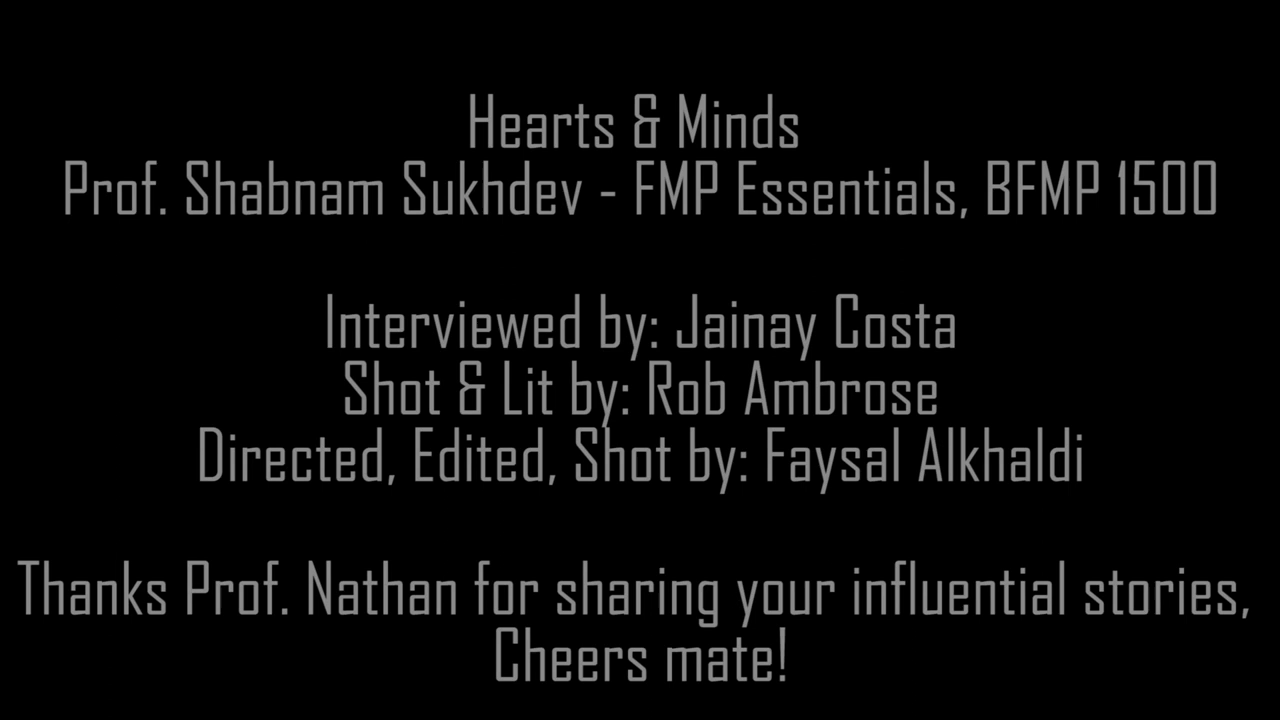 Hearts & Minds
Prof. Shabnam Sukhdev - FMP Essentials, BFMP 1500
Interviewed by: Jainay Costa
Shot & Lit by: Rob Ambrose
Directed, Edited, Shot by: Faysal Alkhaldi
Thanks Prof. Nathan for sharing your influential stories,
Cheers mate!